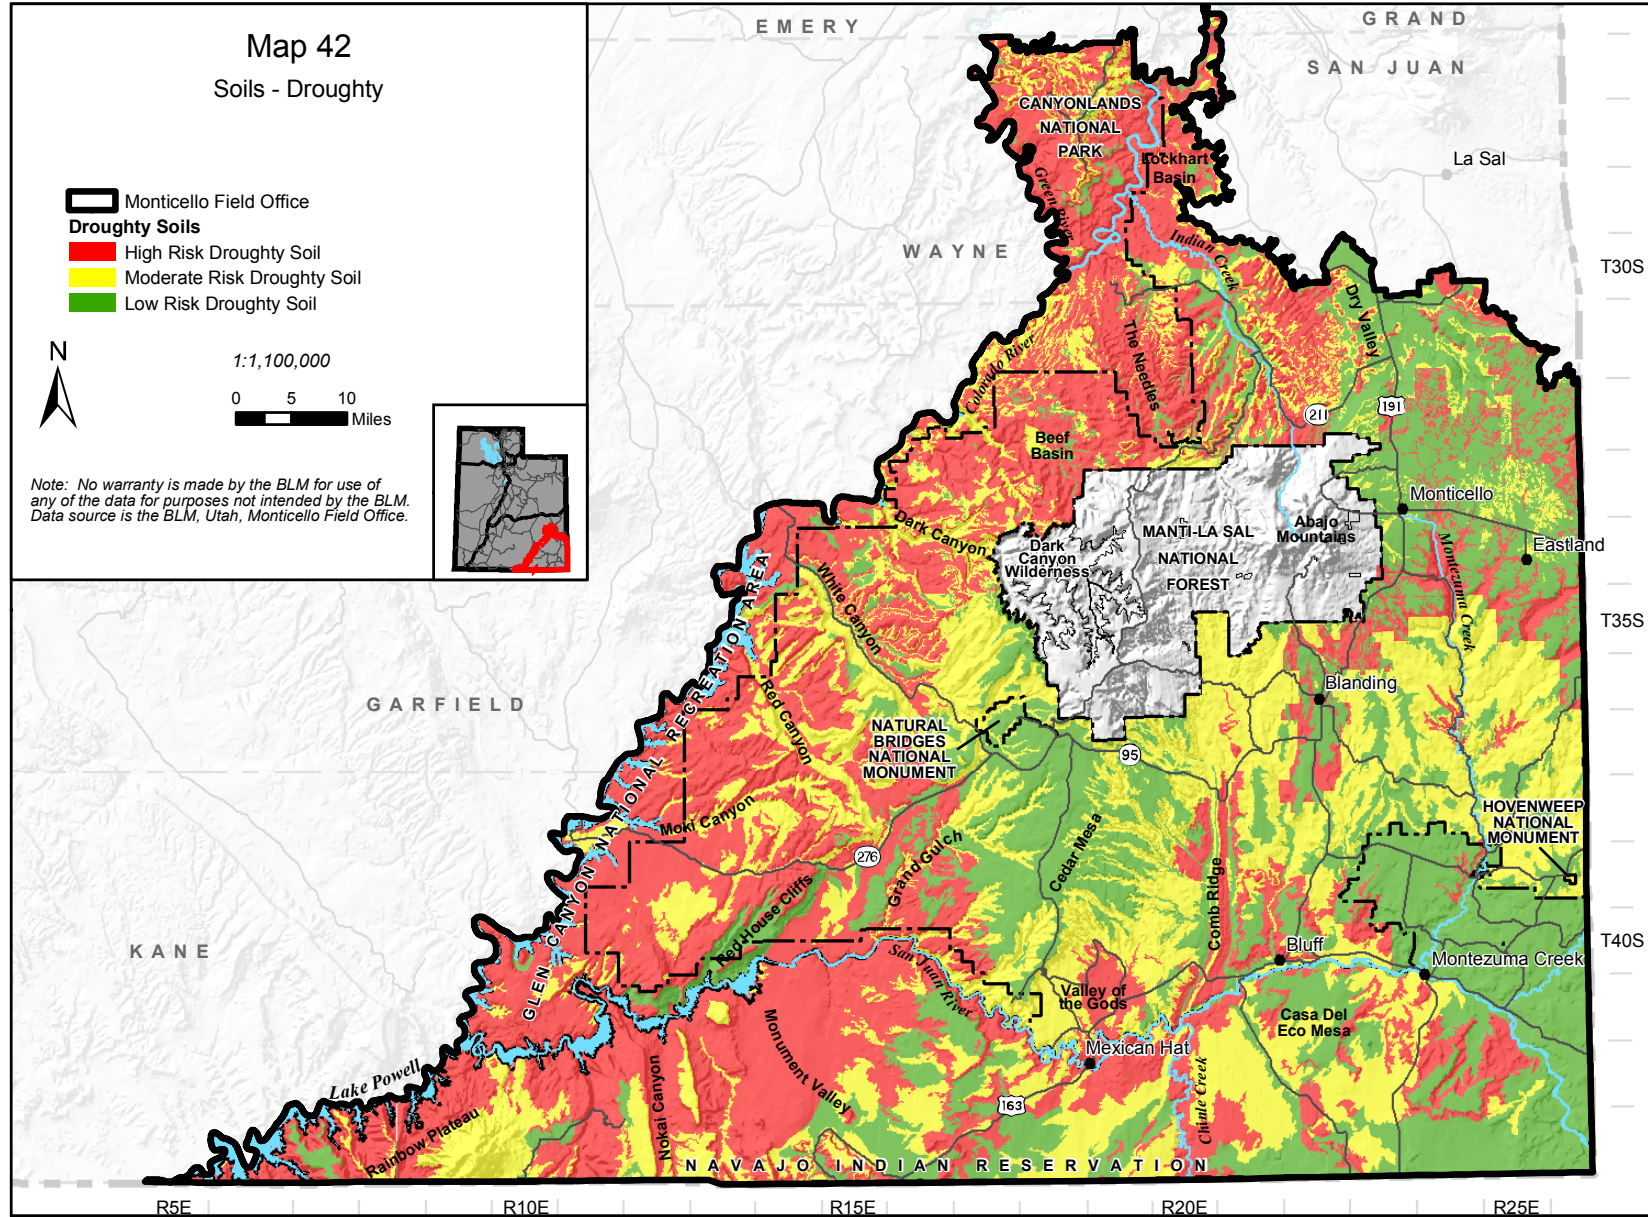 Map 42
Soils - Droughty
Monticello Field Office
Droughty Soils
High Risk Droughty Soil
Moderate Risk Droughty Soil
Low Risk Droughty Soil
N
1:1,100,000
0 5 10
Miles
Note: No warranty is made by the BLM for use of
any of the data for purposes not intended by the BLM.
Data source is the BLM, Utah, Monticello Field Office.
EMERY
GRAND
SAN JUAN
La Sal
CANYONLANDS
NATIONAL
PARK
Lockhart
Basin
Green River
WAYNE
Indian Creek
T30S
Dry Valley
The Needles
Colorado River
191
211
Beef
Basin
Monticello
Dark Canyon
MANTI-LA SAL
NATIONAL
FOREST
Abajo
Mountains
Dark
Canyon
Wilderness
Eastland
Montezuma Creek
White Canyon
T35S
GARFIELD
Red Canyon
Blanding
NATURAL
BRIDGES
NATIONAL
MONUMENT
95
GLEN CANYON NATIONAL RECREATION AREA
Moki Canyon
HOVENWEEP
NATIONAL
MONUMENT
276
Grand Gulch
Cedar Mesa
Comb Ridge
Red House Cliffs
KANE
T40S
Bluff
Montezuma Creek
San Juan River
Valley of
the Gods
Casa Del
Eco Mesa
Mexican Hat
Monument Valley
Lake Powell
Nokai Canyon
Chinle Creek
163
Rainbow Plateau
NAVAJO INDIAN RESERVATION
R5E R10E R15E R20E R25E